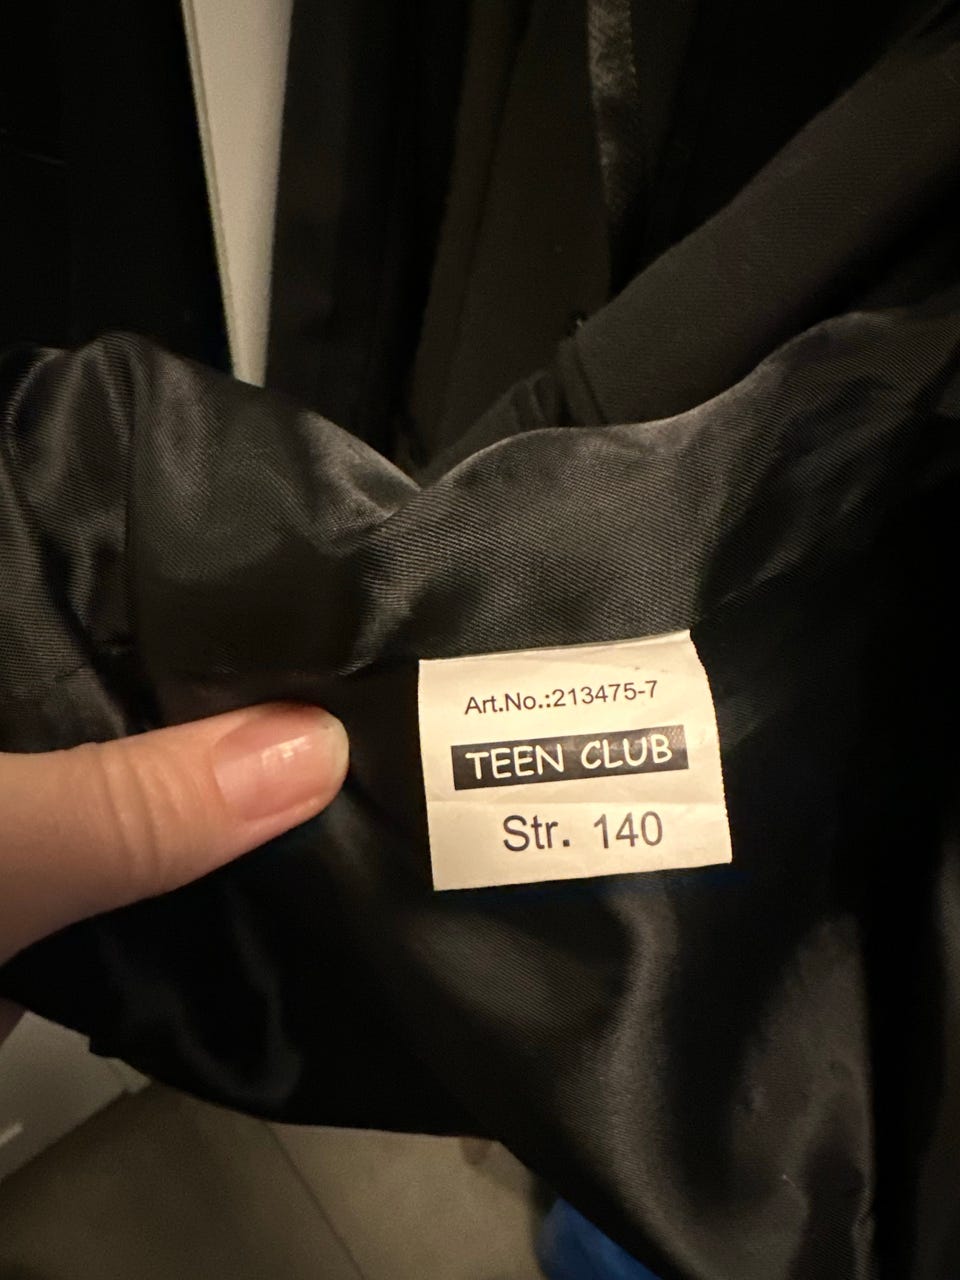 Art.No.:213475-7
TEEN CLUB
Str. 140